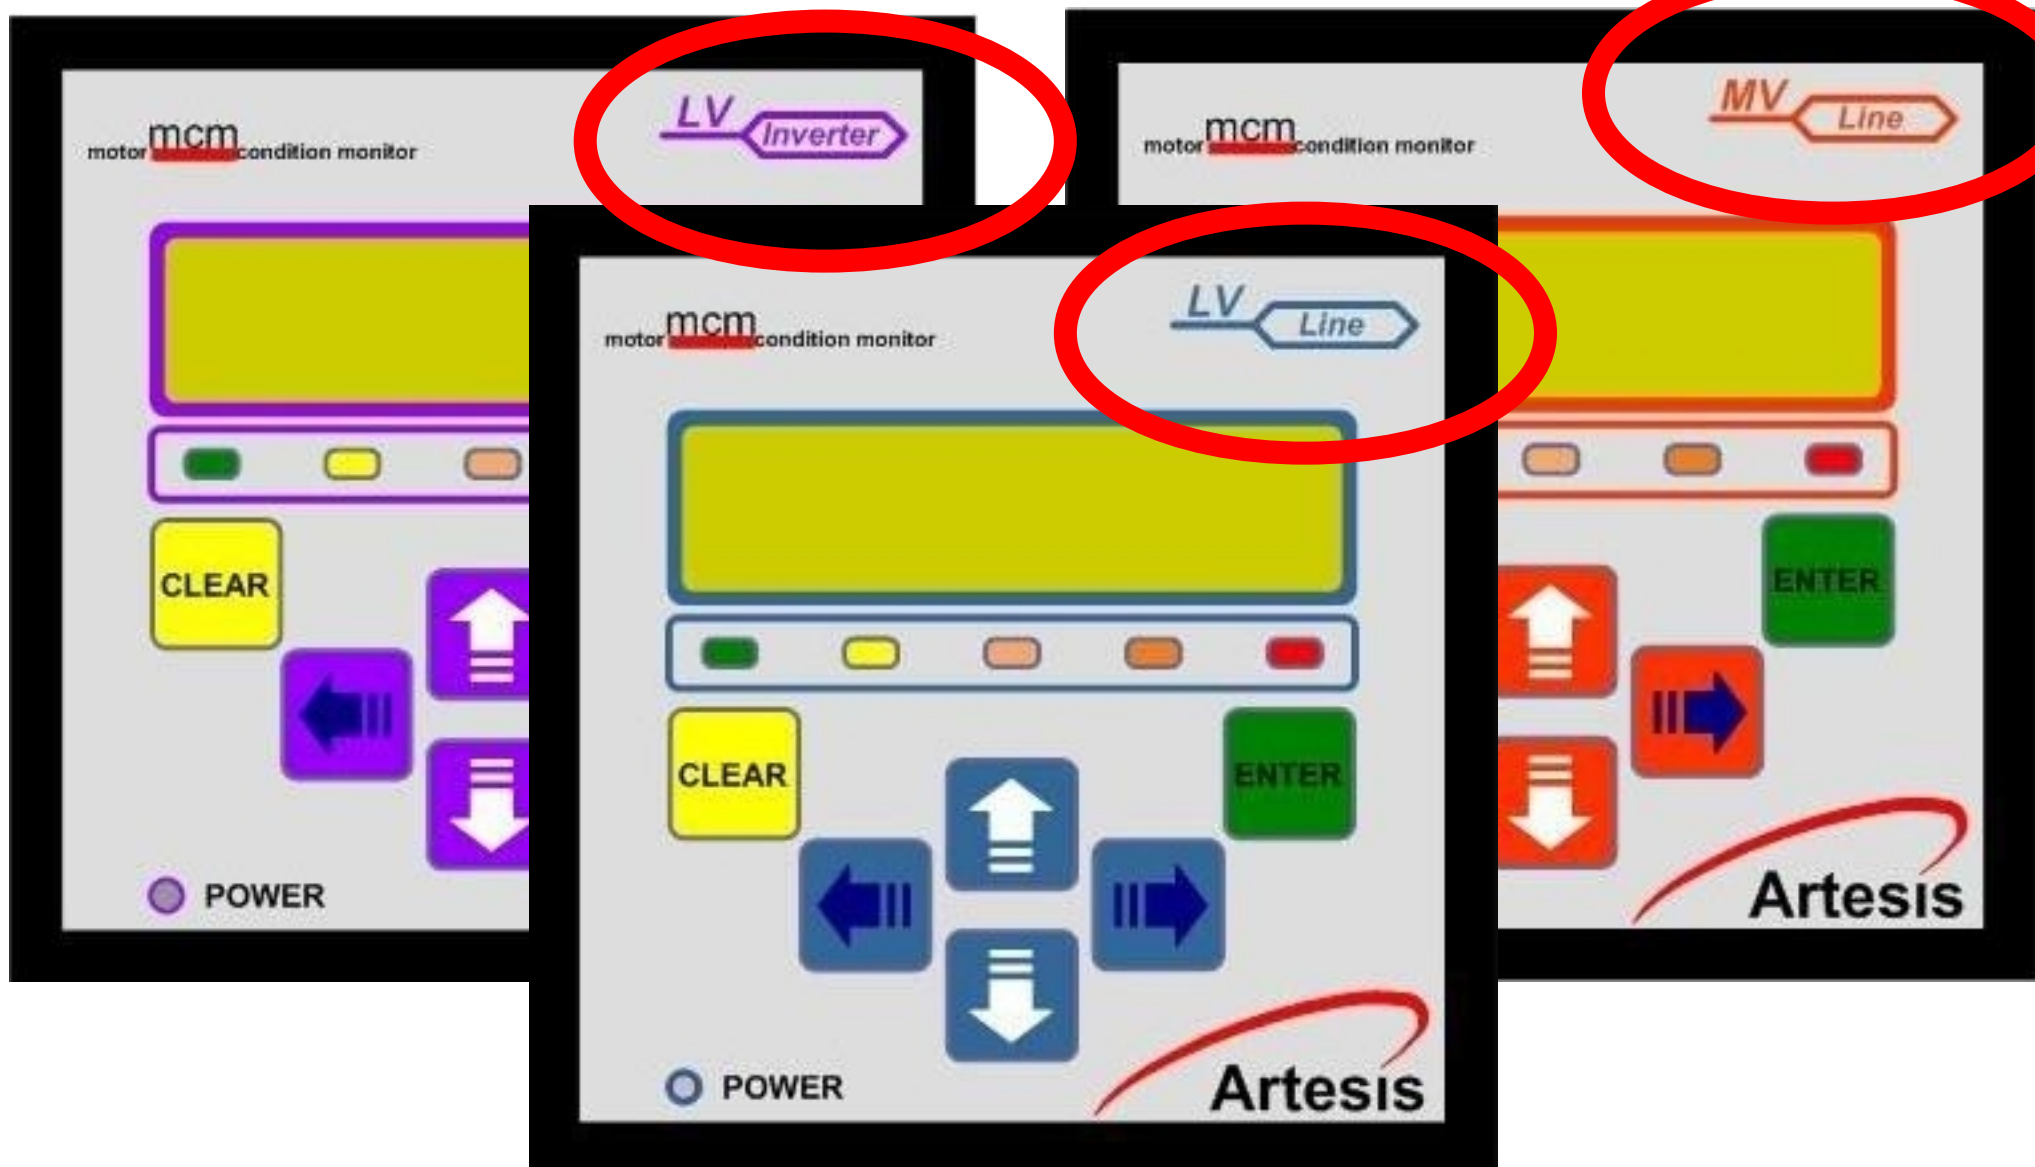 LV
Inverter
motor mcm condition monitor
CLEAR
POWER
MV
Line
motor mcm condition monitor
ENTER
Artesis
LV
Line
motor mcm condition monitor
CLEAR
ENTER
POWER
Artesis